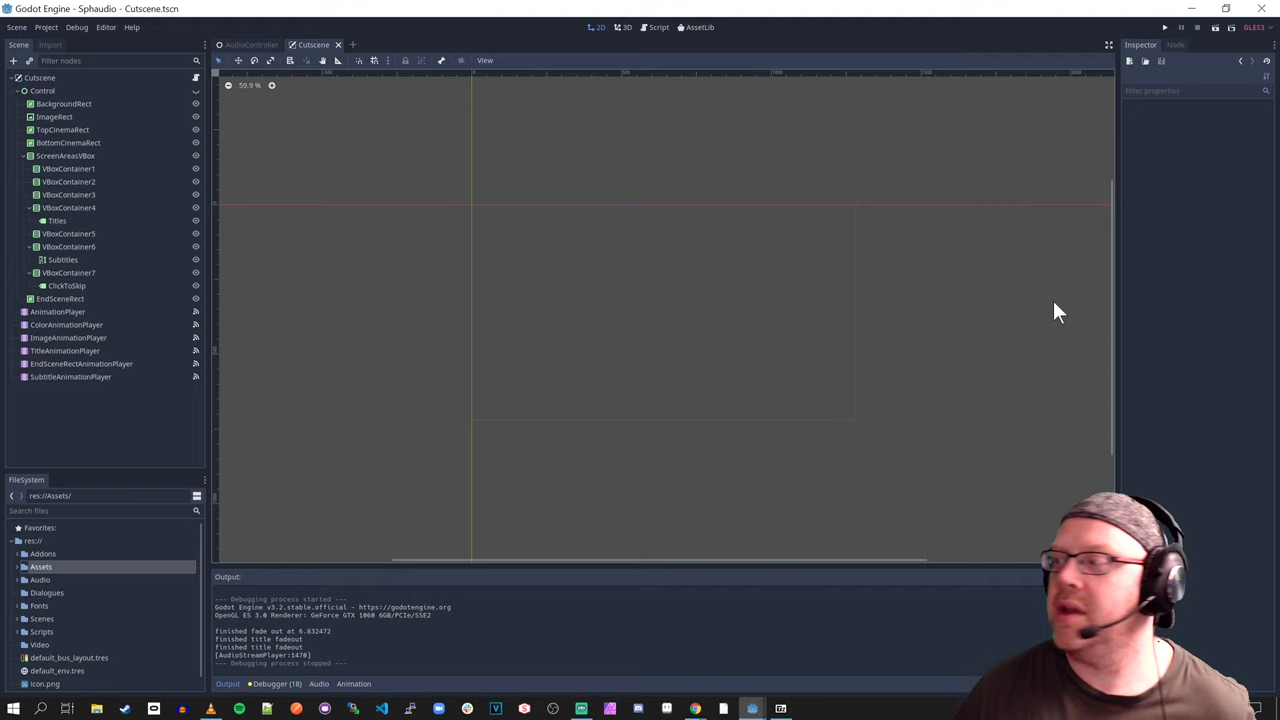 Godot Engine - Sphaudio - Cutscene.tscn
Scene Project Debug Editor Help
2D 3D Script AssetLib
GLES3
Scene Import
AudioController Cutscene
Inspector Node
Filter nodes
View
Filter properties
Cutscene
Control
BackgroundRect
ImageRect
TopCinemaRect
BottomCinemaRect
ScreenAreasVBox
VBoxContainer1
VBoxContainer2
VBoxContainer3
VBoxContainer4
Titles
VBoxContainer5
VBoxContainer6
Subtitles
VBoxContainer7
ClickToSkip
EndSceneRect
AnimationPlayer
ColorAnimationPlayer
ImageAnimationPlayer
TitleAnimationPlayer
EndSceneRectAnimationPlayer
SubtitleAnimationPlayer
59.9 %
FileSystem
res://Assets/
Search files
Favorites:
res://
Addons
Assets
Audio
Dialogues
Fonts
Scenes
Scripts
Video
default_bus_layout.tres
default_env.tres
icon.png
Output:
--- Debugging process started ---
Godot Engine v3.2.stable.official - https://godotengine.org
OpenGL ES 3.0 Renderer: GeForce GTX 1060 6GB/PCIe/SSE2
finished fade out at 6.832472
finished title fadeout
finished title fadeout
[AudioStreamPlayer:1470]
--- Debugging process stopped ---
Output Debugger (18) Audio Animation